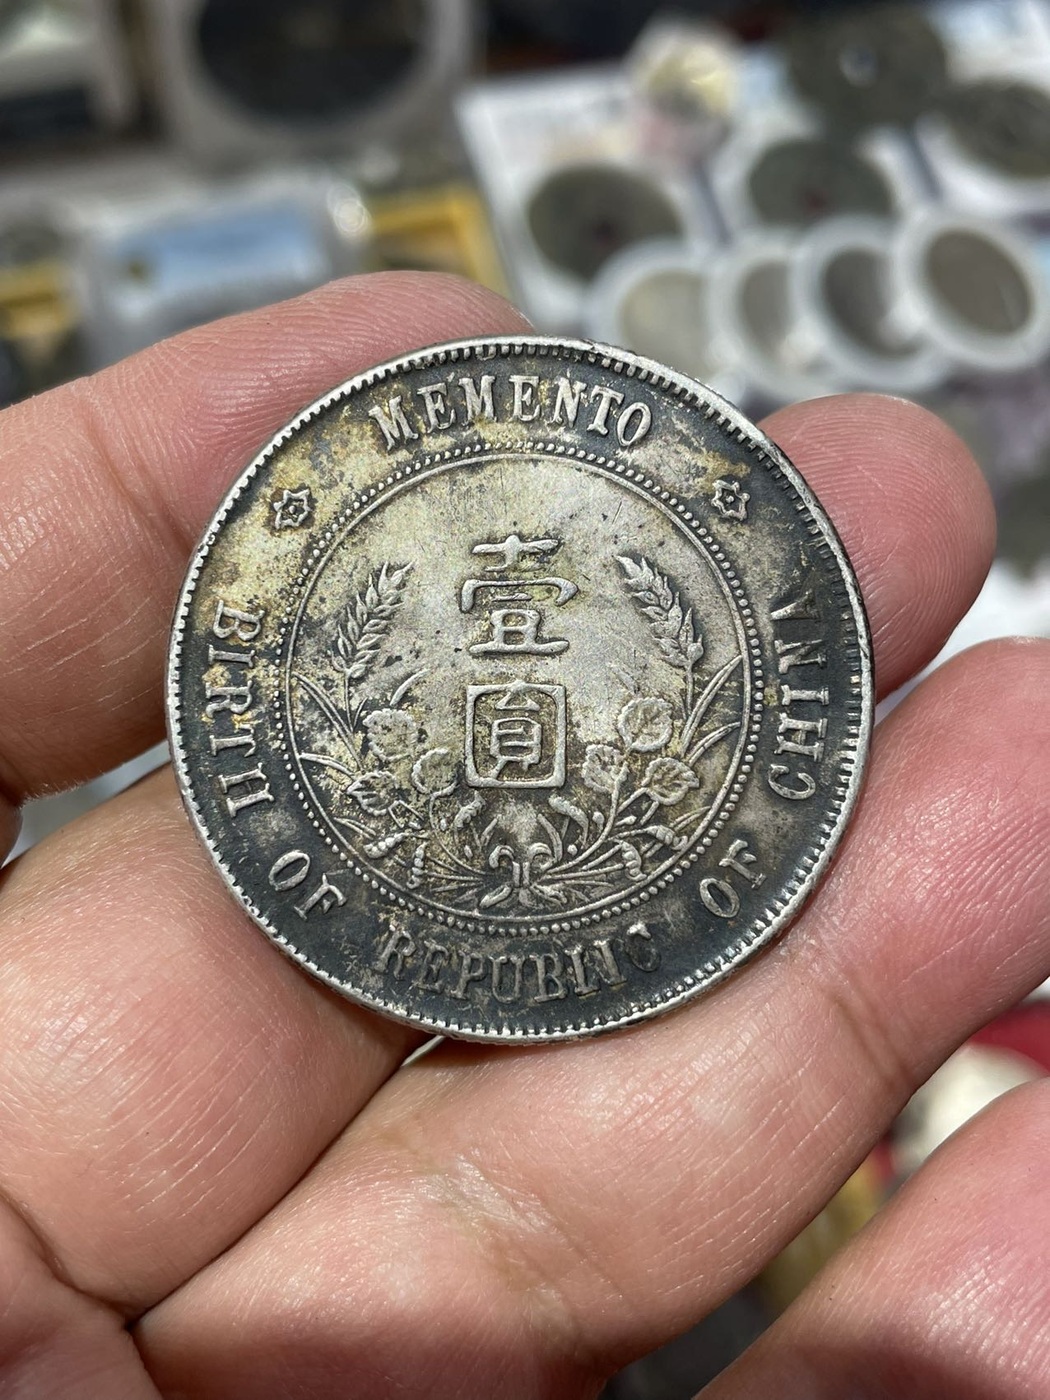 MEMENTO
壹
圓
BIRTH OF REPUBLIC OF CHINA